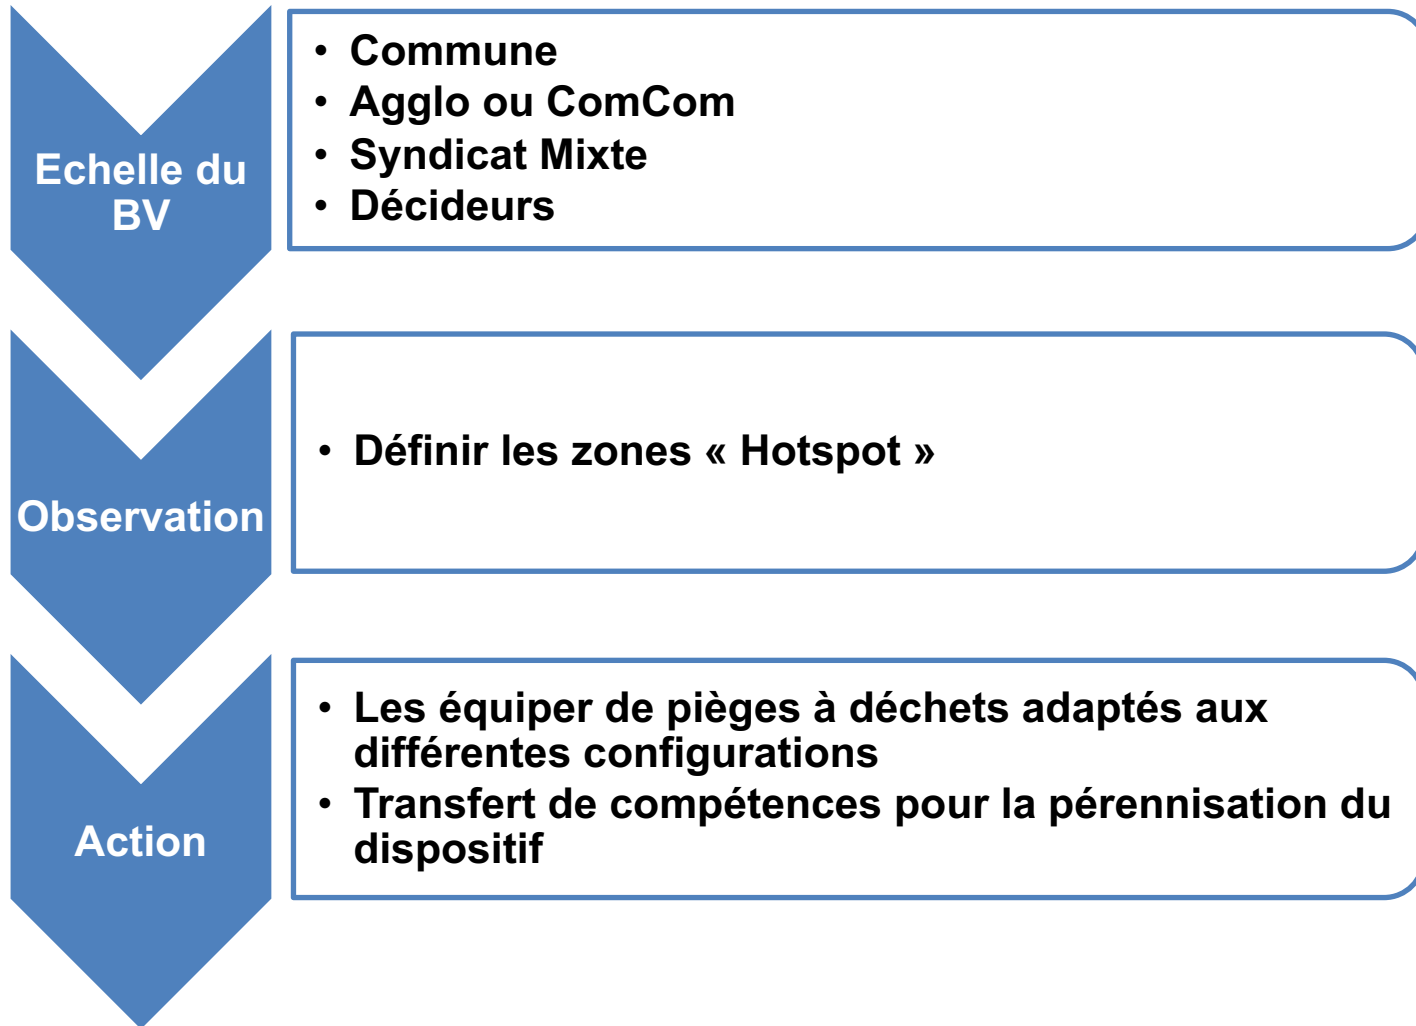 Echelle du
BV
• Commune
• Agglo ou ComCom
• Syndicat Mixte
• Décideurs
Observation
• Définir les zones « Hotspot »
Action
• Les équiper de pièges à déchets adaptés aux
différentes configurations
• Transfert de compétences pour la pérennisation du
dispositif